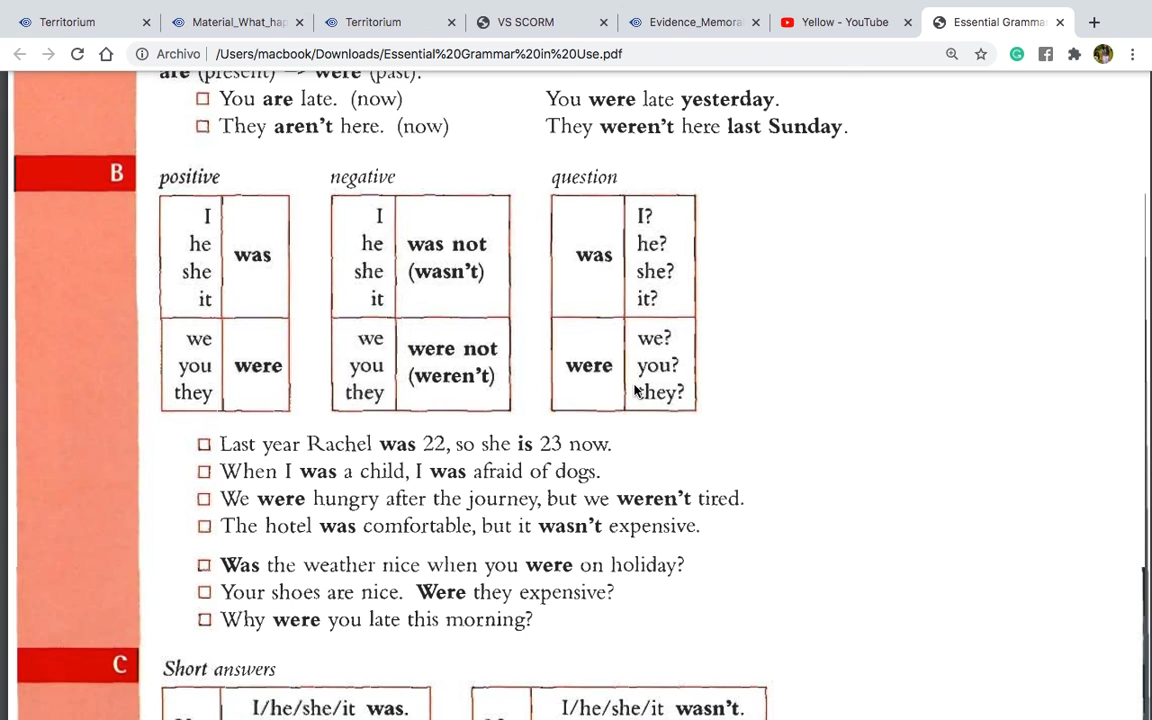 Territorium
Material_What_hap
Territorium
VS SCORM
Evidence_Memora
Yellow - YouTube
Essential Gramma
Archivo
/Users/macbook/Downloads/Essential%20Grammar%20in%20Use.pdf
are (present) → were (past).
You are late. (now) You were late yesterday.
They aren't here. (now) They weren't here last Sunday.
B
positive negative question
I
he
she
it
was
we
you
they
were
I
he
she
it
was not
(wasn't)
we
you
they
were not
(weren't)
was
I?
he?
she?
it?
were
we?
you?
they?
Last year Rachel was 22, so she is 23 now.
When I was a child, I was afraid of dogs.
We were hungry after the journey, but we weren't tired.
The hotel was comfortable, but it wasn't expensive.
Was the weather nice when you were on holiday?
Your shoes are nice. Were they expensive?
Why were you late this morning?
C
Short answers
I/he/she/it was.
I/he/she/it wasn't.